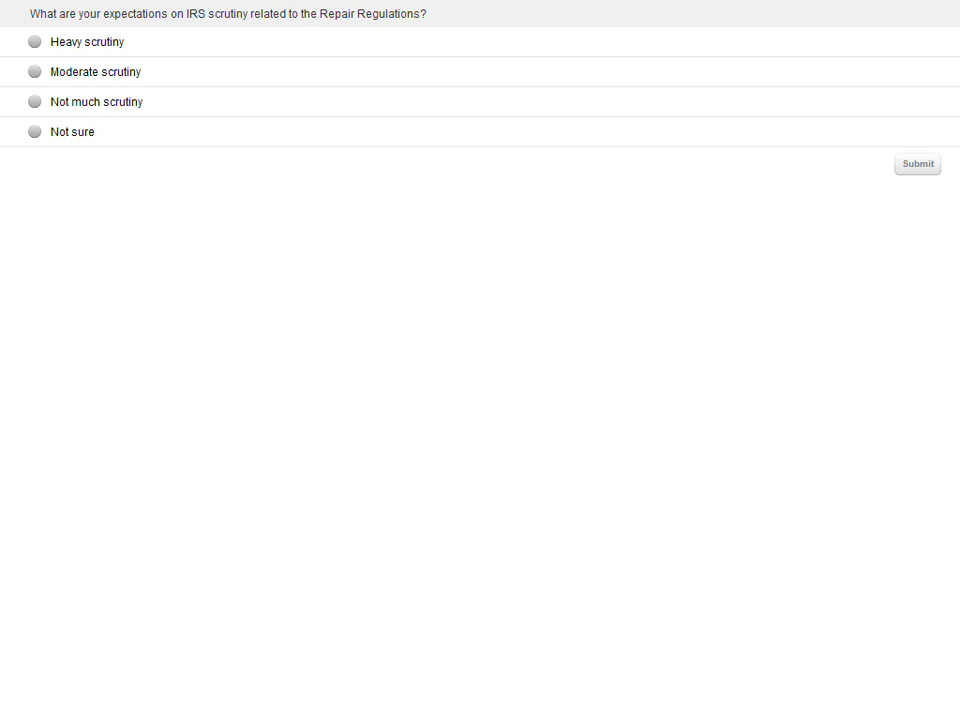 What are your expectations on IRS scrutiny related to the Repair Regulations?
Heavy scrutiny
Moderate scrutiny
Not much scrutiny
Not sure
Submit